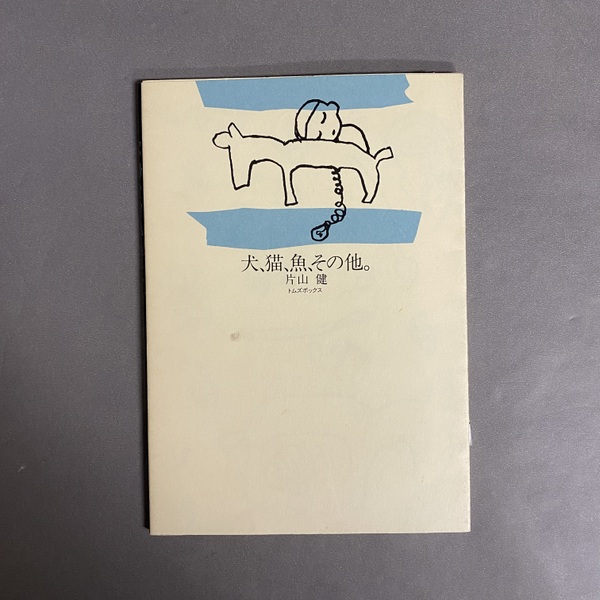 犬、猫、魚、その他。
片山 健
トムズボックス